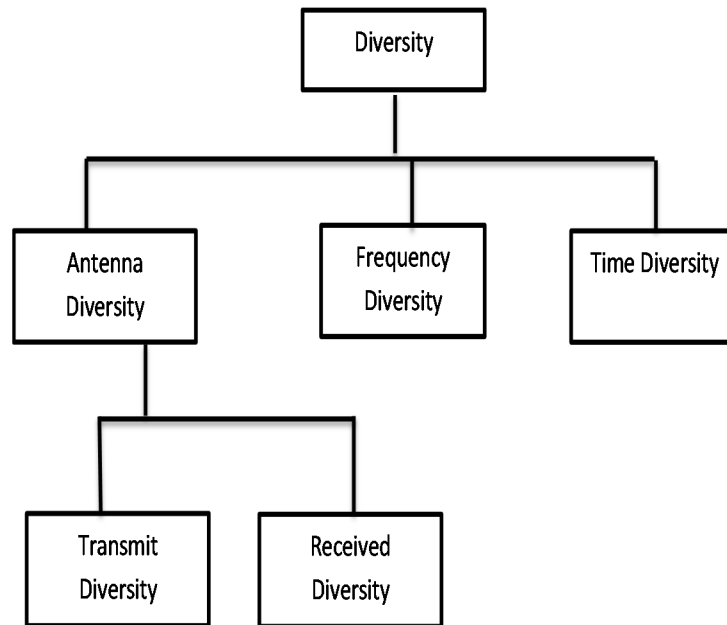 Diversity
Antenna
Diversity
Frequency
Diversity
Time Diversity
Transmit
Diversity
Received
Diversity